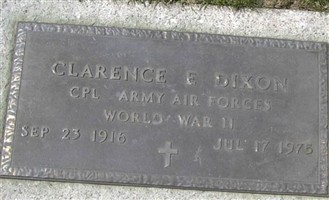 CLARENCE E DIXON
CPL ARMY AIR FORCES
WORLD WAR II
SEP 23 1916 JUL 17 1975